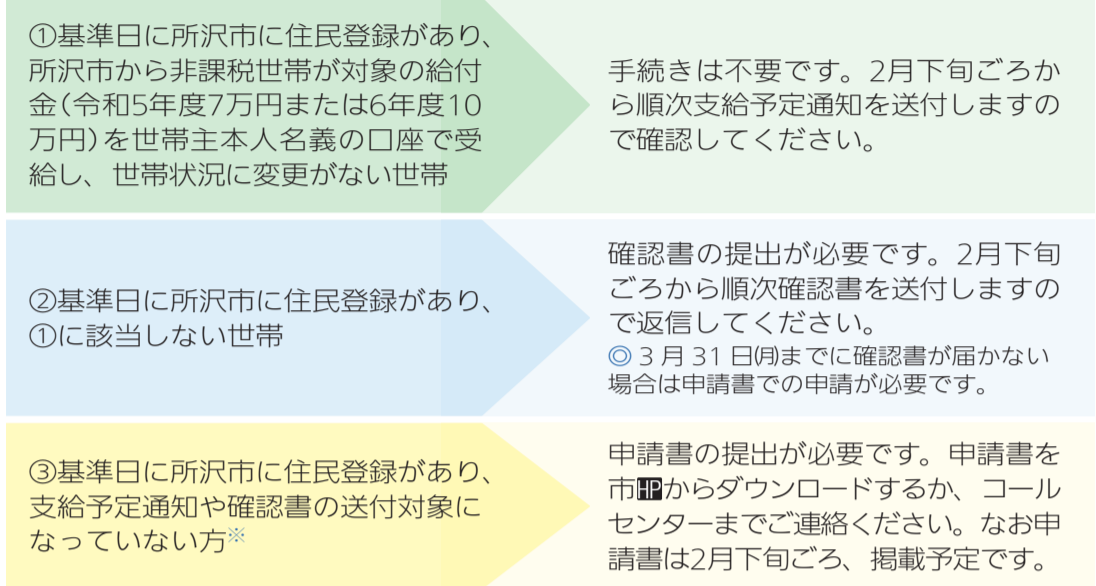 ①基準日に所沢市に住民登録があり、
所沢市から非課税世帯が対象の給付
金(令和5年度7万円または6年度10
万円)を世帯主本人名義の口座で受
給し、世帯状況に変更がない世帯
手続きは不要です。2月下旬ごろか
ら順次支給予定通知を送付しますの
で確認してください。
②基準日に所沢市に住民登録があり、
①に該当しない世帯
確認書の提出が必要です。2月下旬
ごろから順次確認書を送付しますの
で返信してください。
◎3月31日㈪までに確認書が届かない
場合は申請書での申請が必要です。
③基準日に所沢市に住民登録があり、
支給予定通知や確認書の送付対象に
なっていない方※
申請書の提出が必要です。申請書を
市HPからダウンロードするか、コール
センターまでご連絡ください。なお申
請書は2月下旬ごろ、掲載予定です。